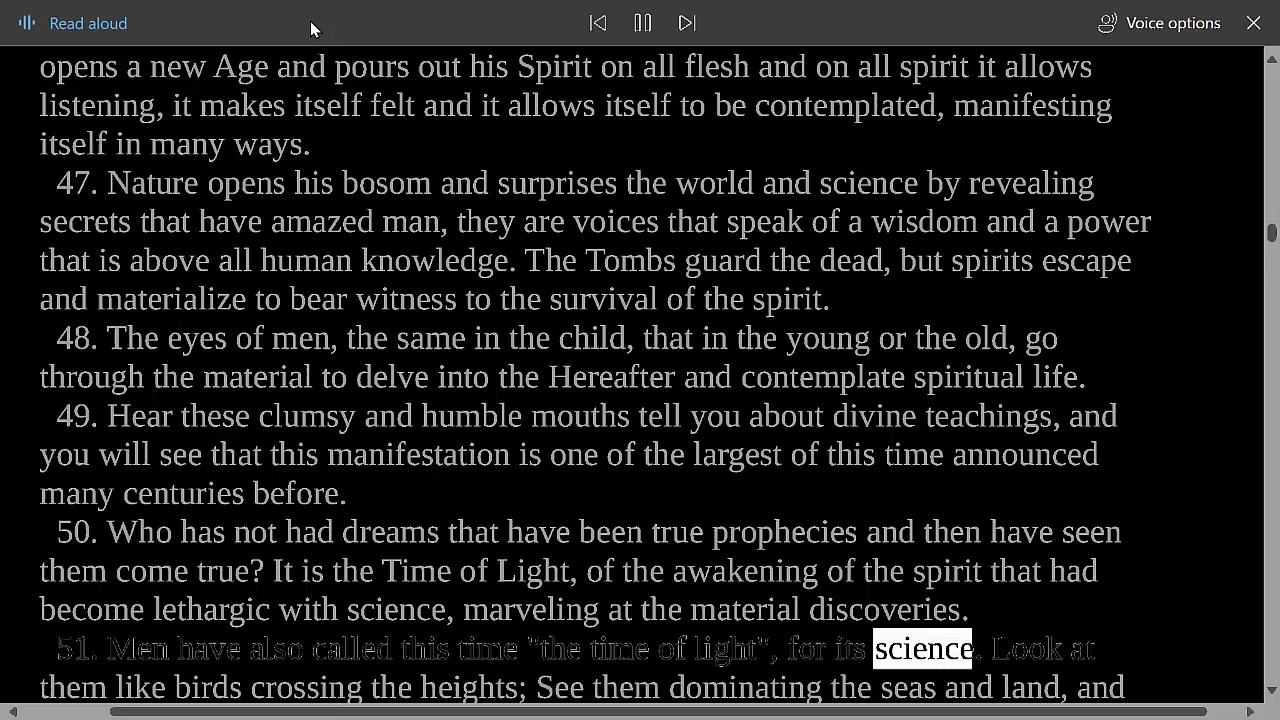 Read aloud
Voice options
opens a new Age and pours out his Spirit on all flesh and on all spirit it allows
listening, it makes itself felt and it allows itself to be contemplated, manifesting
itself in many ways.
47. Nature opens his bosom and surprises the world and science by revealing
secrets that have amazed man, they are voices that speak of a wisdom and a power
that is above all human knowledge. The Tombs guard the dead, but spirits escape
and materialize to bear witness to the survival of the spirit.
48. The eyes of men, the same in the child, that in the young or the old, go
through the material to delve into the Hereafter and contemplate spiritual life.
49. Hear these clumsy and humble mouths tell you about divine teachings, and
you will see that this manifestation is one of the largest of this time announced
many centuries before.
50. Who has not had dreams that have been true prophecies and then have seen
them come true? It is the Time of Light, of the awakening of the spirit that had
become lethargic with science, marveling at the material discoveries.
51. Men have also called this time "the time of light", for its science. Look at
them like birds crossing the heights; See them dominating the seas and land, and